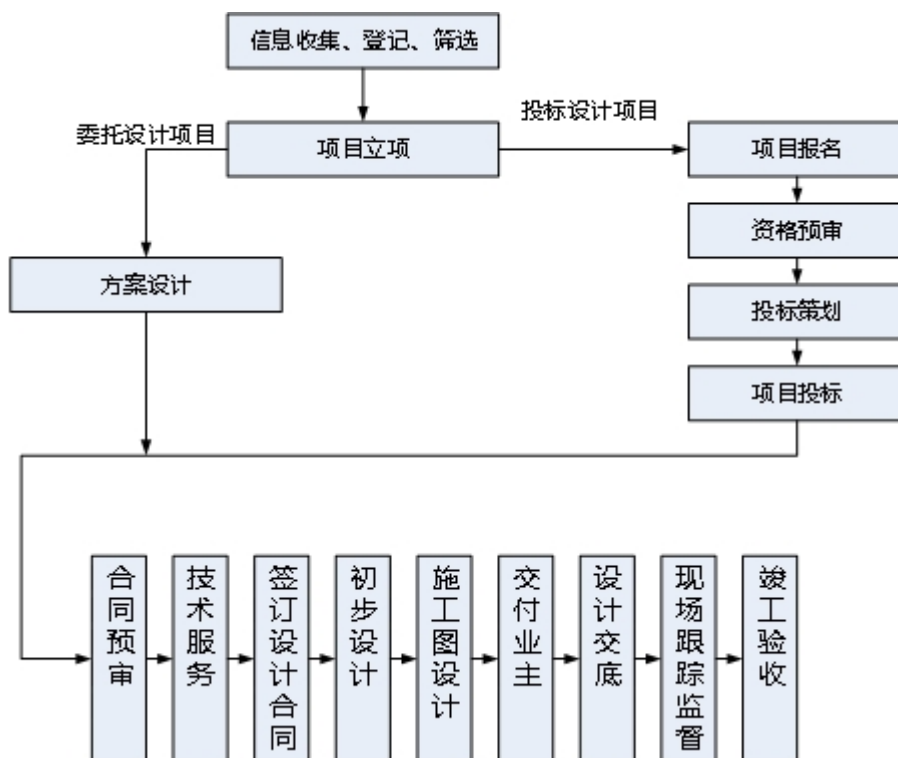 信息收集、登记、筛选
投标设计项目
委托设计项目
项目立项
项目报名
资格预审
方案设计
投标策划
项目投标
合同预审
技术服务
签订设计合同
初步设计
施工图设计
交付业主
设计交底
现场跟踪监督
竣工验收